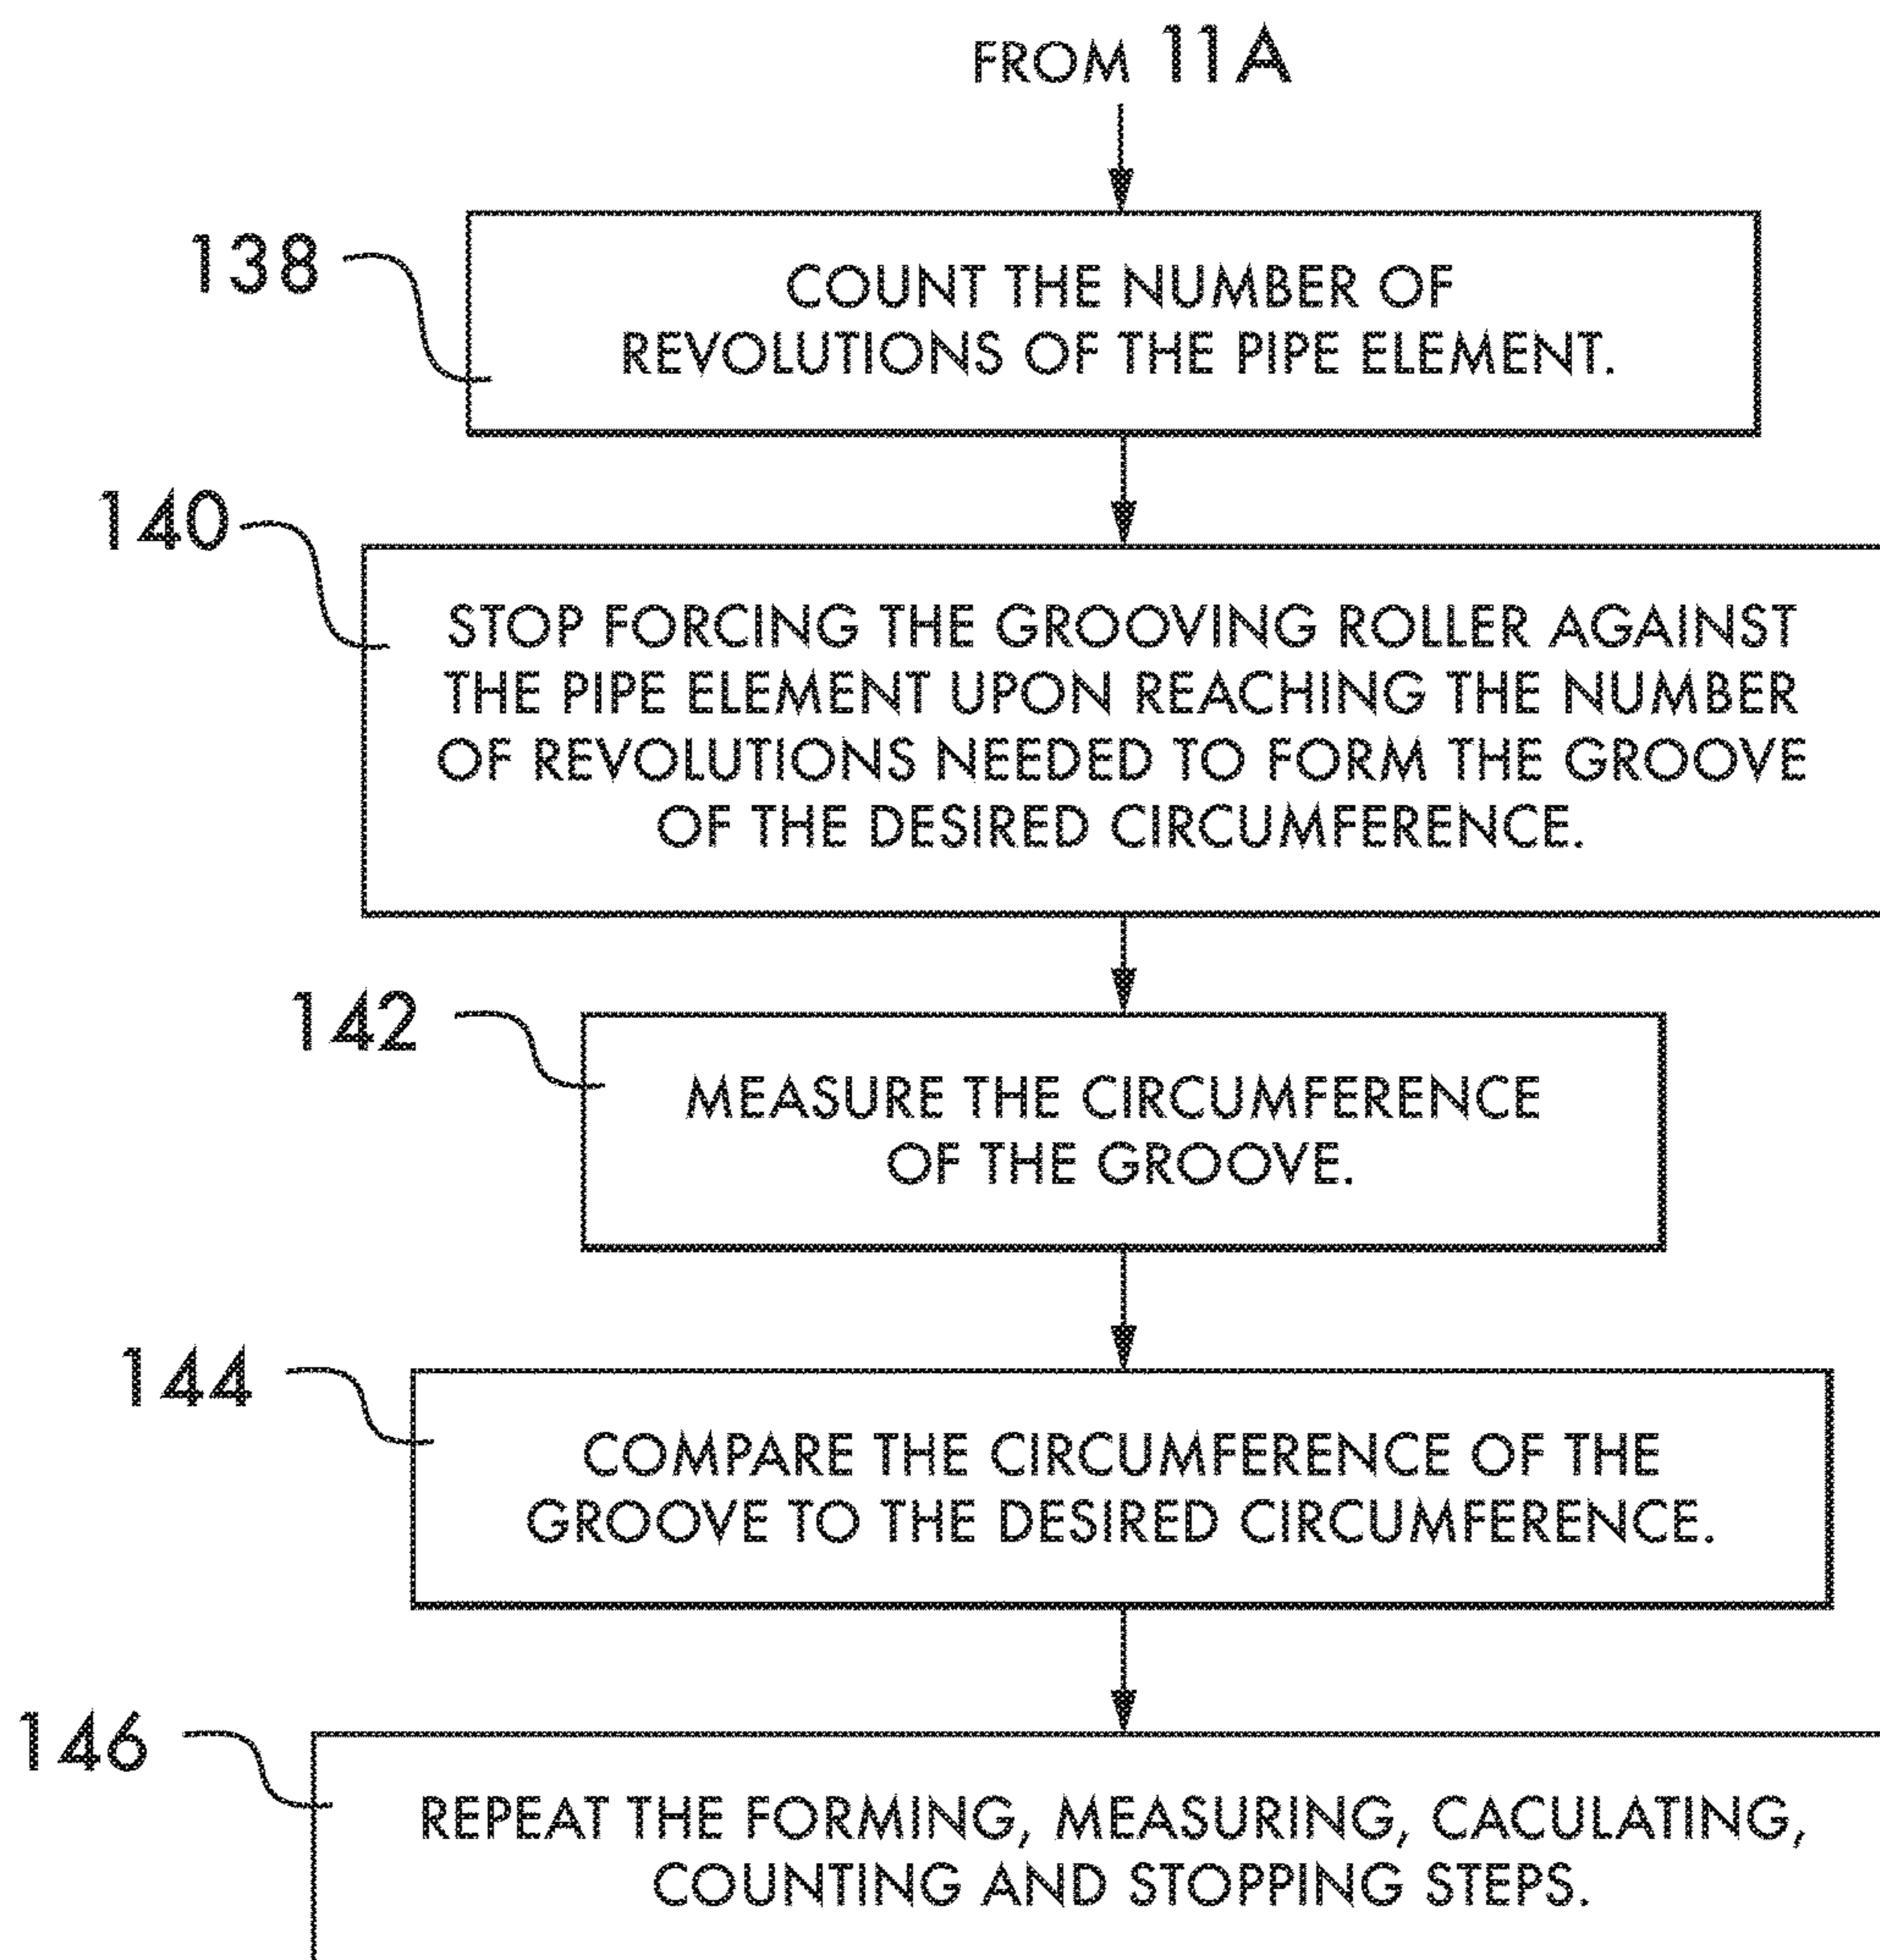 FROM 11A
138
COUNT THE NUMBER OF
REVOLUTIONS OF THE PIPE ELEMENT.
140
STOP FORCING THE GROOVING ROLLER AGAINST
THE PIPE ELEMENT UPON REACHING THE NUMBER
OF REVOLUTIONS NEEDED TO FORM THE GROOVE
OF THE DESIRED CIRCUMFERENCE.
142
MEASURE THE CIRCUMFERENCE
OF THE GROOVE.
144
COMPARE THE CIRCUMFERENCE OF THE
GROOVE TO THE DESIRED CIRCUMFERENCE.
146
REPEAT THE FORMING, MEASURING, CACULATING,
COUNTING AND STOPPING STEPS.